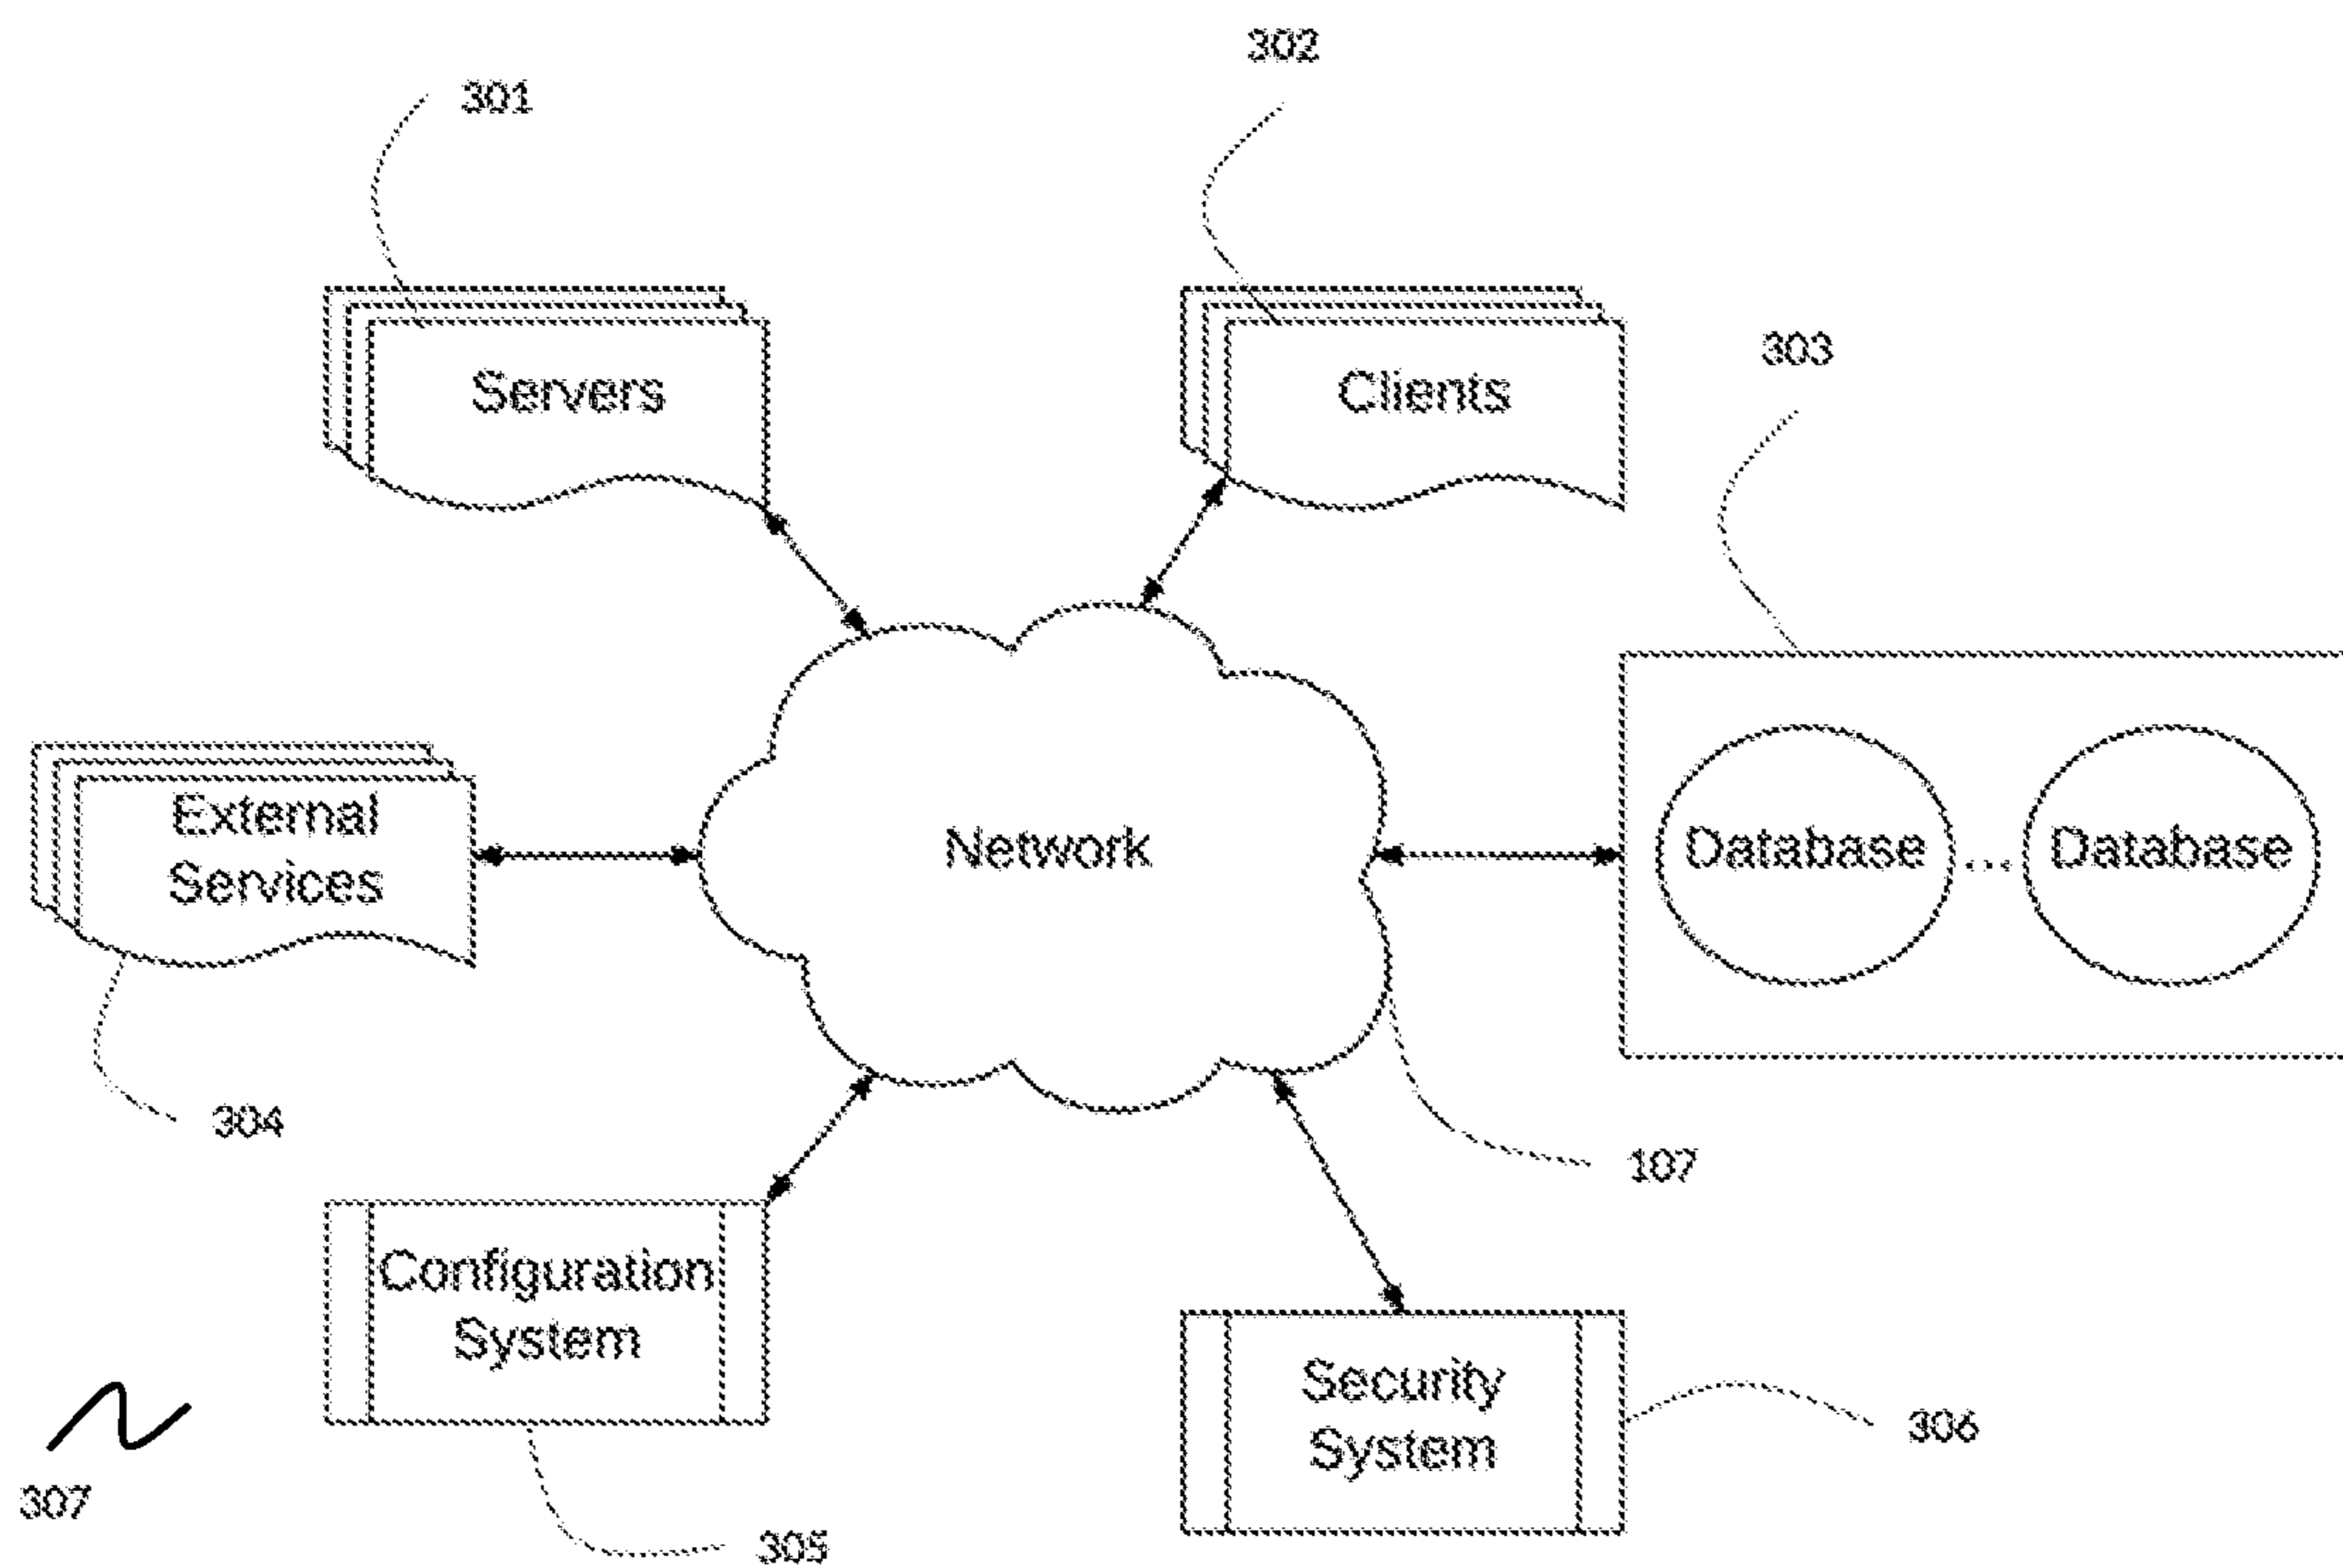 302
301
Servers
Clients
303
External
Services
Network
Database ... Database
304
107
Configuration
System
Security
System
306
307
305